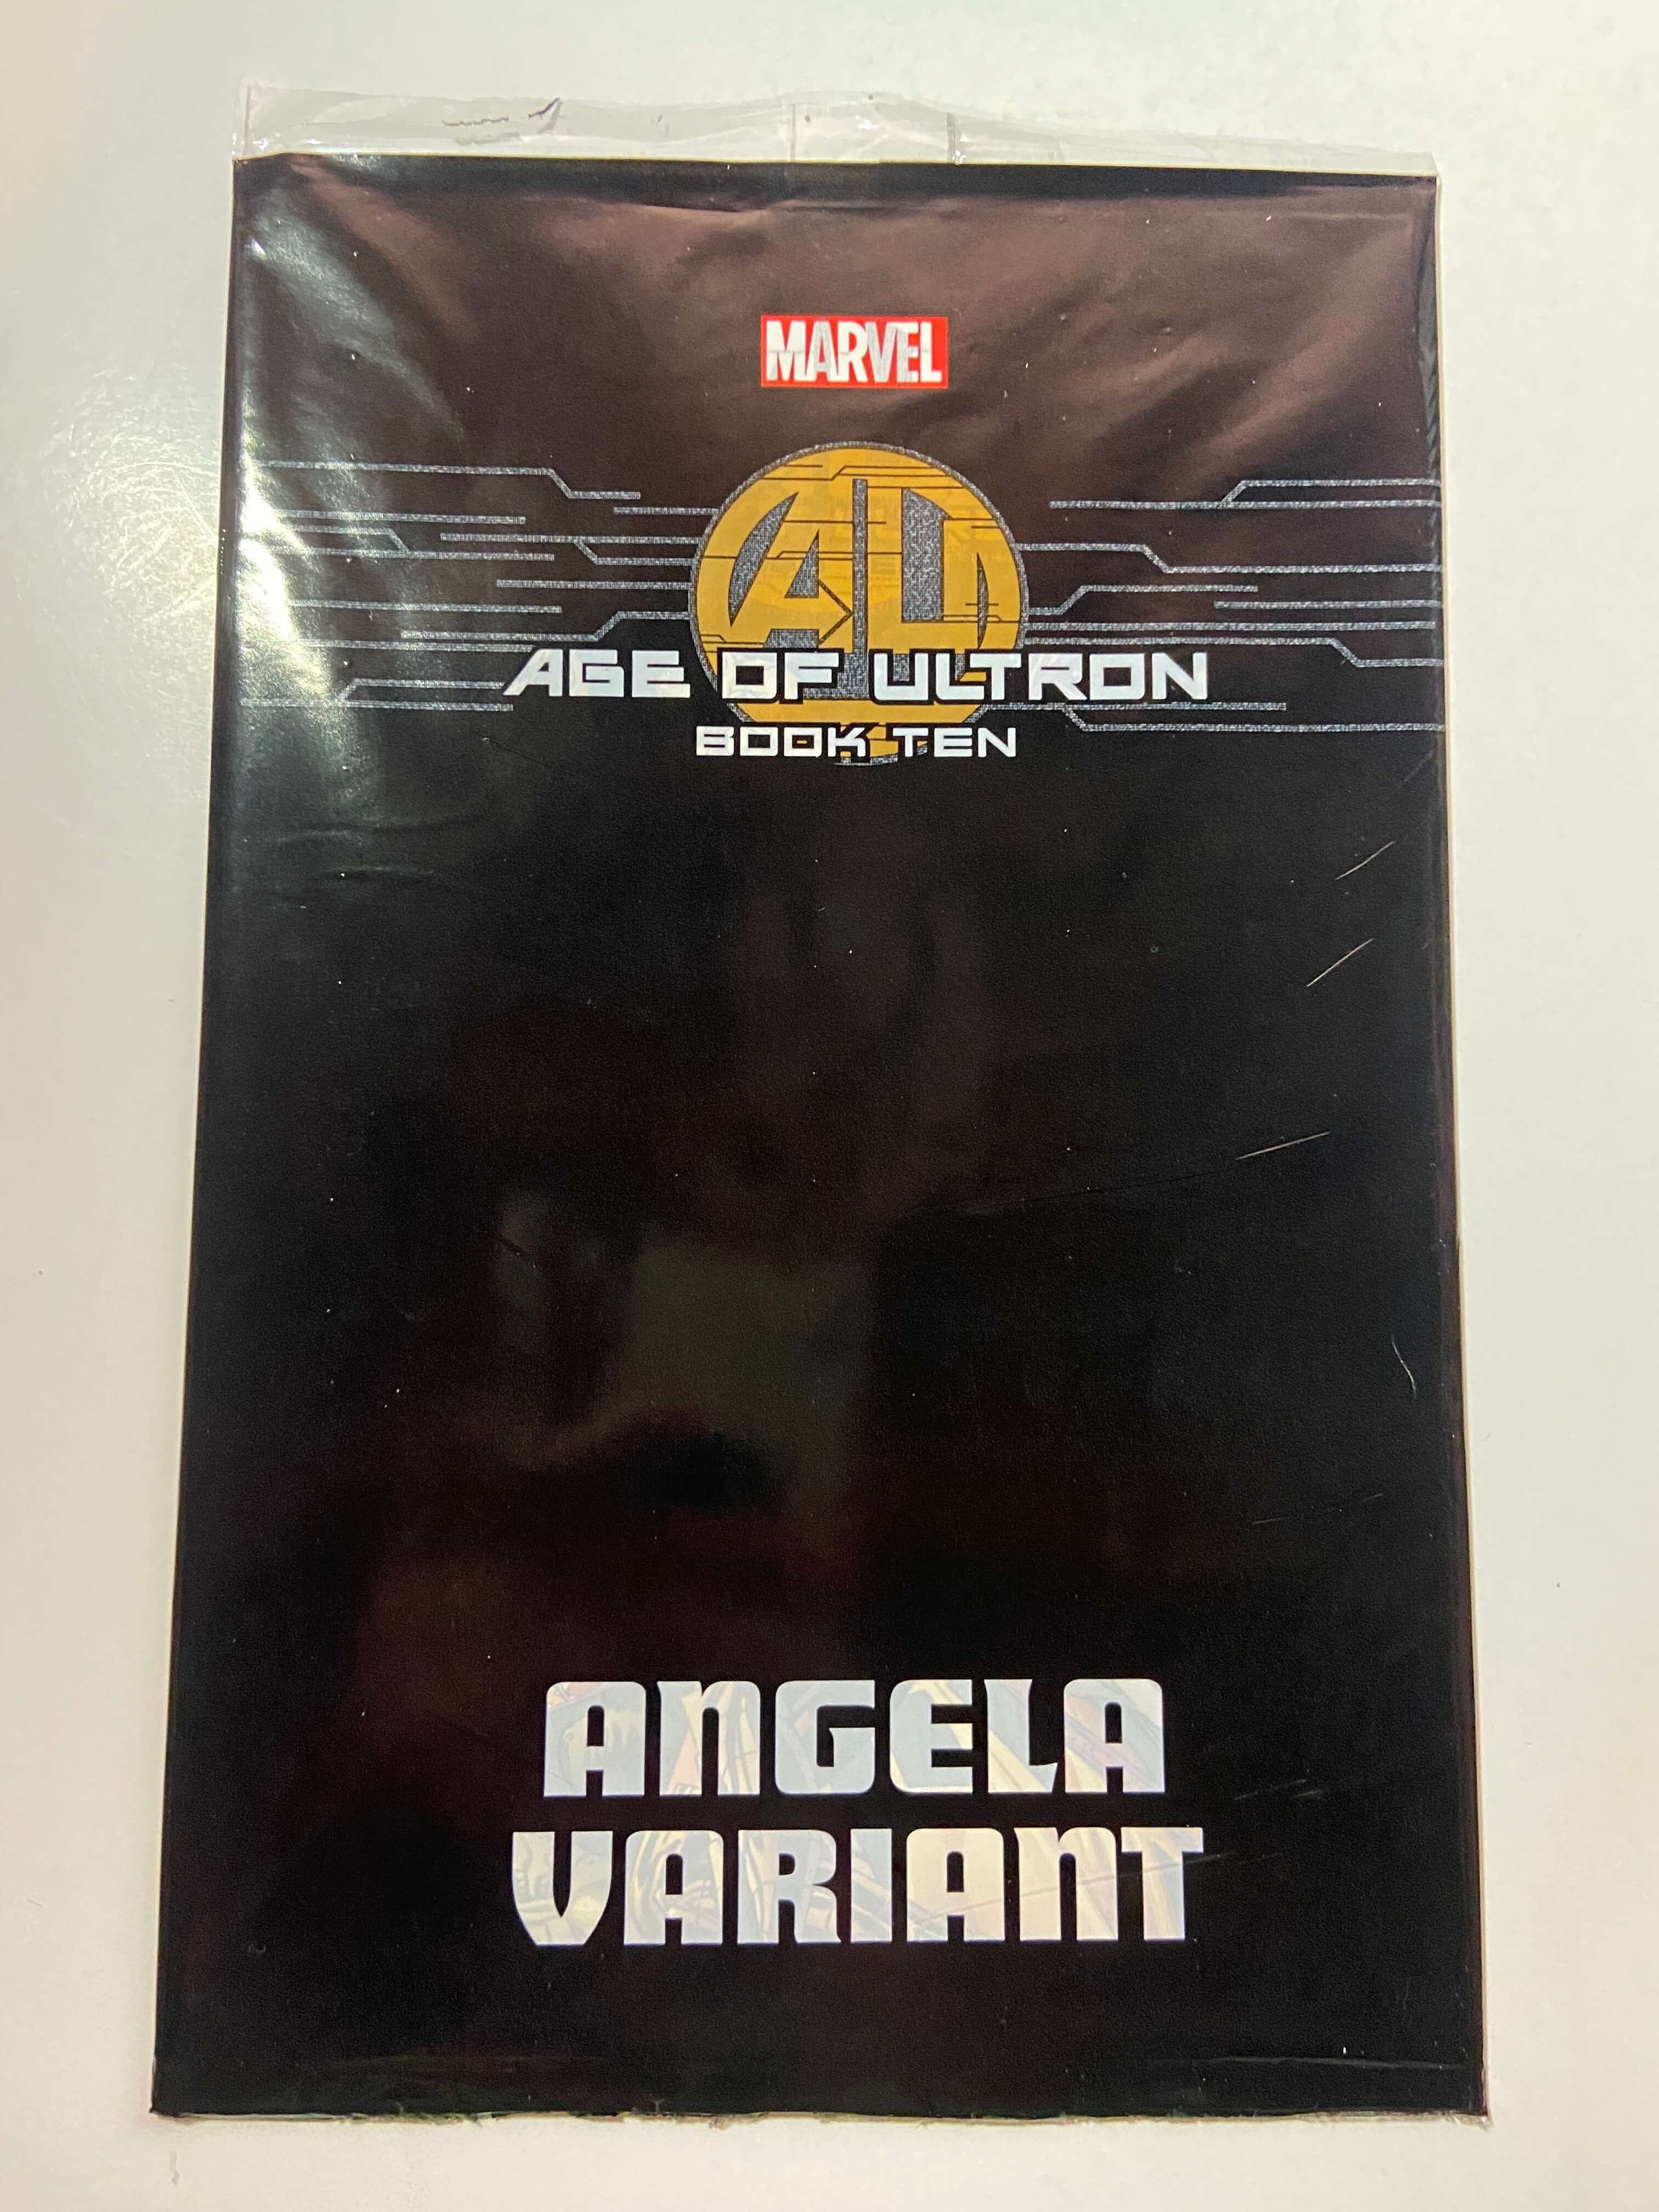 MARVEL
AU
AGE OF ULTRON
BOOK TEN
ANGELA
VARIANT